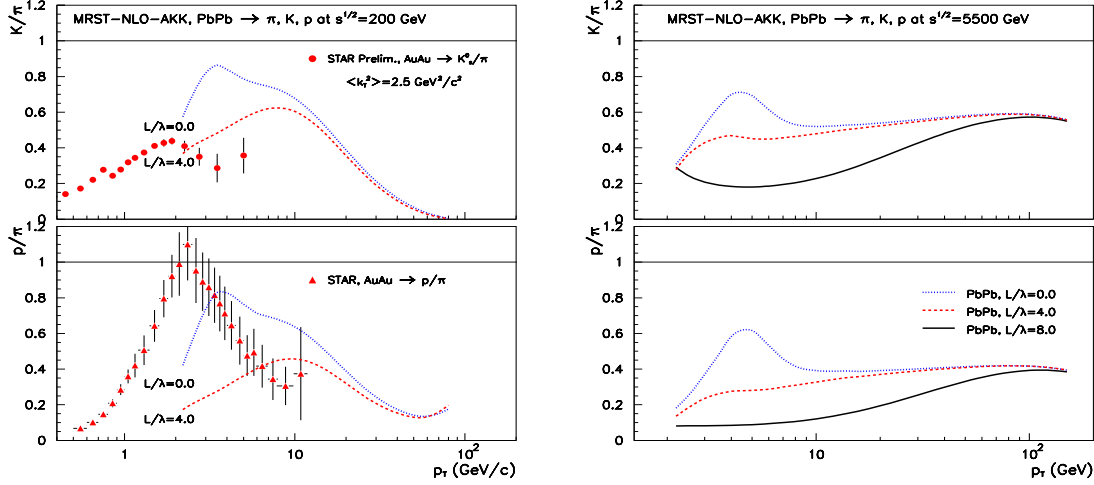 MRST-NLO-AKK, PbPb → π, K, p at s^1/2=200 GeV
K/π
1.2
1
0.8
0.6
0.4
0.2
0
STAR Prelim., AuAu → K⁰ₛ/π
<k_T²>=2.5 GeV²/c²
L/λ=0.0
L/λ=4.0
p/π
1.2
1
0.8
0.6
0.4
0.2
0
STAR, AuAu → p/π
L/λ=0.0
L/λ=4.0
1
10
10²
p_T (GeV/c)
MRST-NLO-AKK, PbPb → π, K, p at s^1/2=5500 GeV
K/π
1.2
1
0.8
0.6
0.4
0.2
0
p/π
1.2
1
0.8
0.6
0.4
0.2
0
PbPb, L/λ=0.0
PbPb, L/λ=4.0
PbPb, L/λ=8.0
10
10²
p_T (GeV)